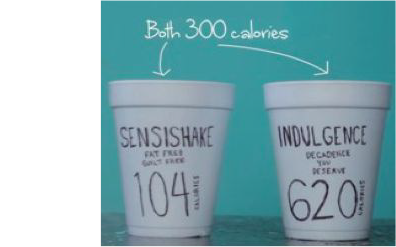 Both 300 calories
SENSISHAKE
FAT FREE
GUILT FREE
104 CALORIES
INDULGENCE
DECADENCE
YOU
DESERVE
620 CALORIES